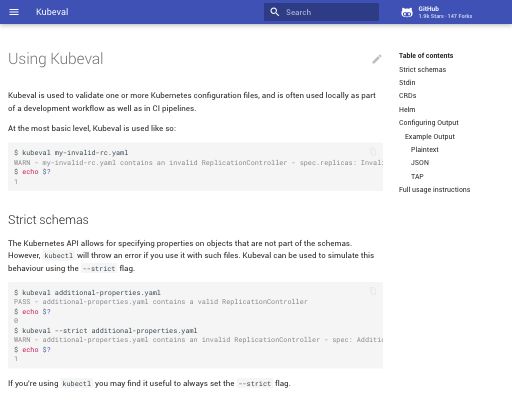 Kubeval
Search
GitHub
1.9k Stars · 147 Forks
Using Kubeval
Kubeval is used to validate one or more Kubernetes configuration files, and is often used locally as part
of a development workflow as well as in CI pipelines.
At the most basic level, Kubeval is used like so:
$ kubeval my-invalid-rc.yaml
WARN - my-invalid-rc.yaml contains an invalid ReplicationController - spec.replicas: Inval
$ echo $?
1
Strict schemas
The Kubernetes API allows for specifying properties on objects that are not part of the schemas.
However, kubectl will throw an error if you use it with such files. Kubeval can be used to simulate this
behaviour using the --strict flag.
$ kubeval additional-properties.yaml
PASS - additional-properties.yaml contains a valid ReplicationController
$ echo $?
0
$ kubeval --strict additional-properties.yaml
WARN - additional-properties.yaml contains an invalid ReplicationController - spec: Additic
$ echo $?
1
If you're using kubectl you may find it useful to always set the --strict flag.
Table of contents
Strict schemas
Stdin
CRDs
Helm
Configuring Output
Example Output
Plaintext
JSON
TAP
Full usage instructions